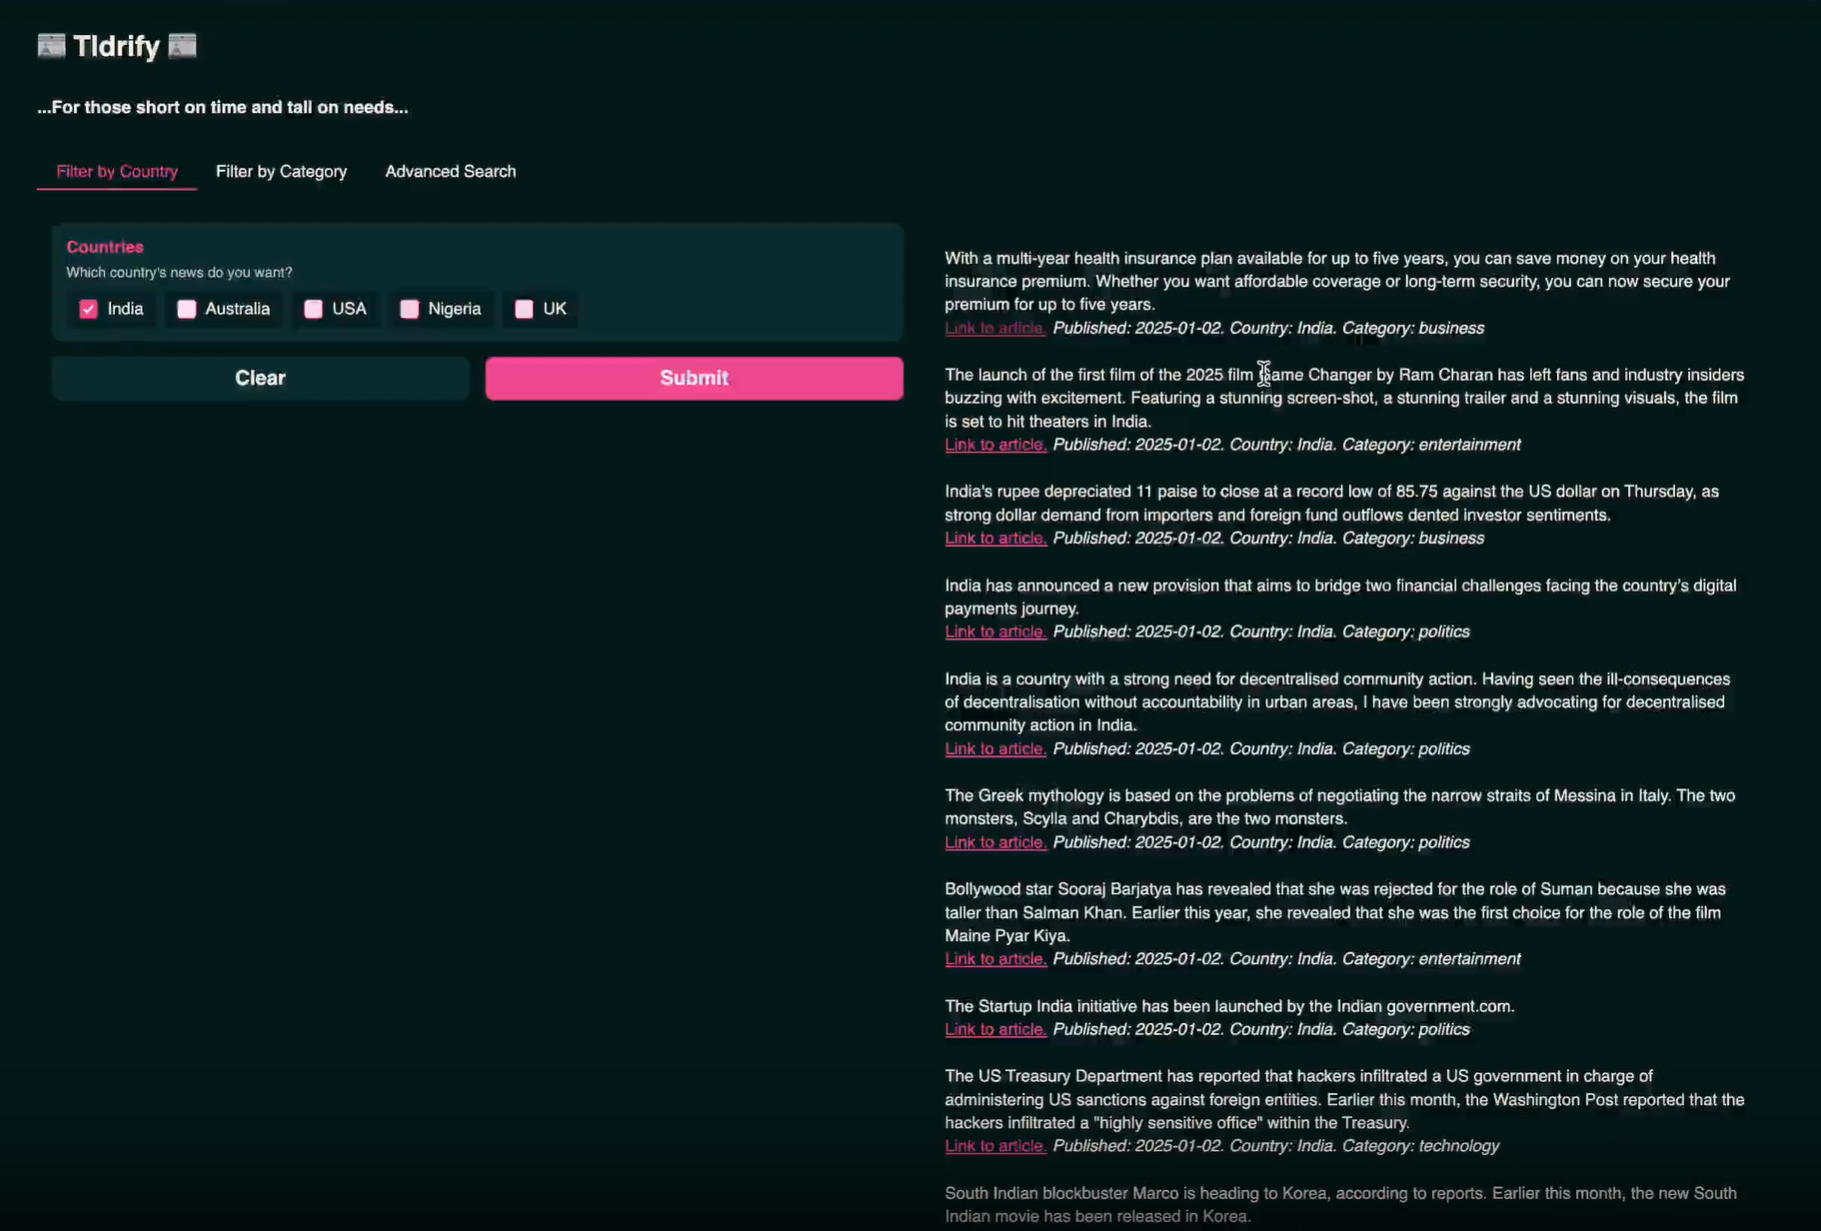 Tldrify
...For those short on time and tall on needs...
Filter by Country Filter by Category Advanced Search
Countries
Which country's news do you want?
India Australia USA Nigeria UK
Clear Submit
With a multi-year health insurance plan available for up to five years, you can save money on your health
insurance premium. Whether you want affordable coverage or long-term security, you can now secure your
premium for up to five years.
Link to article. Published: 2025-01-02. Country: India. Category: business
The launch of the first film of the 2025 film Game Changer by Ram Charan has left fans and industry insiders
buzzing with excitement. Featuring a stunning screen-shot, a stunning trailer and a stunning visuals, the film
is set to hit theaters in India.
Link to article. Published: 2025-01-02. Country: India. Category: entertainment
India's rupee depreciated 11 paise to close at a record low of 85.75 against the US dollar on Thursday, as
strong dollar demand from importers and foreign fund outflows dented investor sentiments.
Link to article. Published: 2025-01-02. Country: India. Category: business
India has announced a new provision that aims to bridge two financial challenges facing the country's digital
payments journey.
Link to article. Published: 2025-01-02. Country: India. Category: politics
India is a country with a strong need for decentralised community action. Having seen the ill-consequences
of decentralisation without accountability in urban areas, I have been strongly advocating for decentralised
community action in India.
Link to article. Published: 2025-01-02. Country: India. Category: politics
The Greek mythology is based on the problems of negotiating the narrow straits of Messina in Italy. The two
monsters, Scylla and Charybdis, are the two monsters.
Link to article. Published: 2025-01-02. Country: India. Category: politics
Bollywood star Sooraj Barjatya has revealed that she was rejected for the role of Suman because she was
taller than Salman Khan. Earlier this year, she revealed that she was the first choice for the role of the film
Maine Pyar Kiya.
Link to article. Published: 2025-01-02. Country: India. Category: entertainment
The Startup India initiative has been launched by the Indian government.com.
Link to article. Published: 2025-01-02. Country: India. Category: politics
The US Treasury Department has reported that hackers infiltrated a US government in charge of
administering US sanctions against foreign entities. Earlier this month, the Washington Post reported that the
hackers infiltrated a "highly sensitive office" within the Treasury.
Link to article. Published: 2025-01-02. Country: India. Category: technology
South Indian blockbuster Marco is heading to Korea, according to reports. Earlier this month, the new South
Indian movie has been released in Korea.